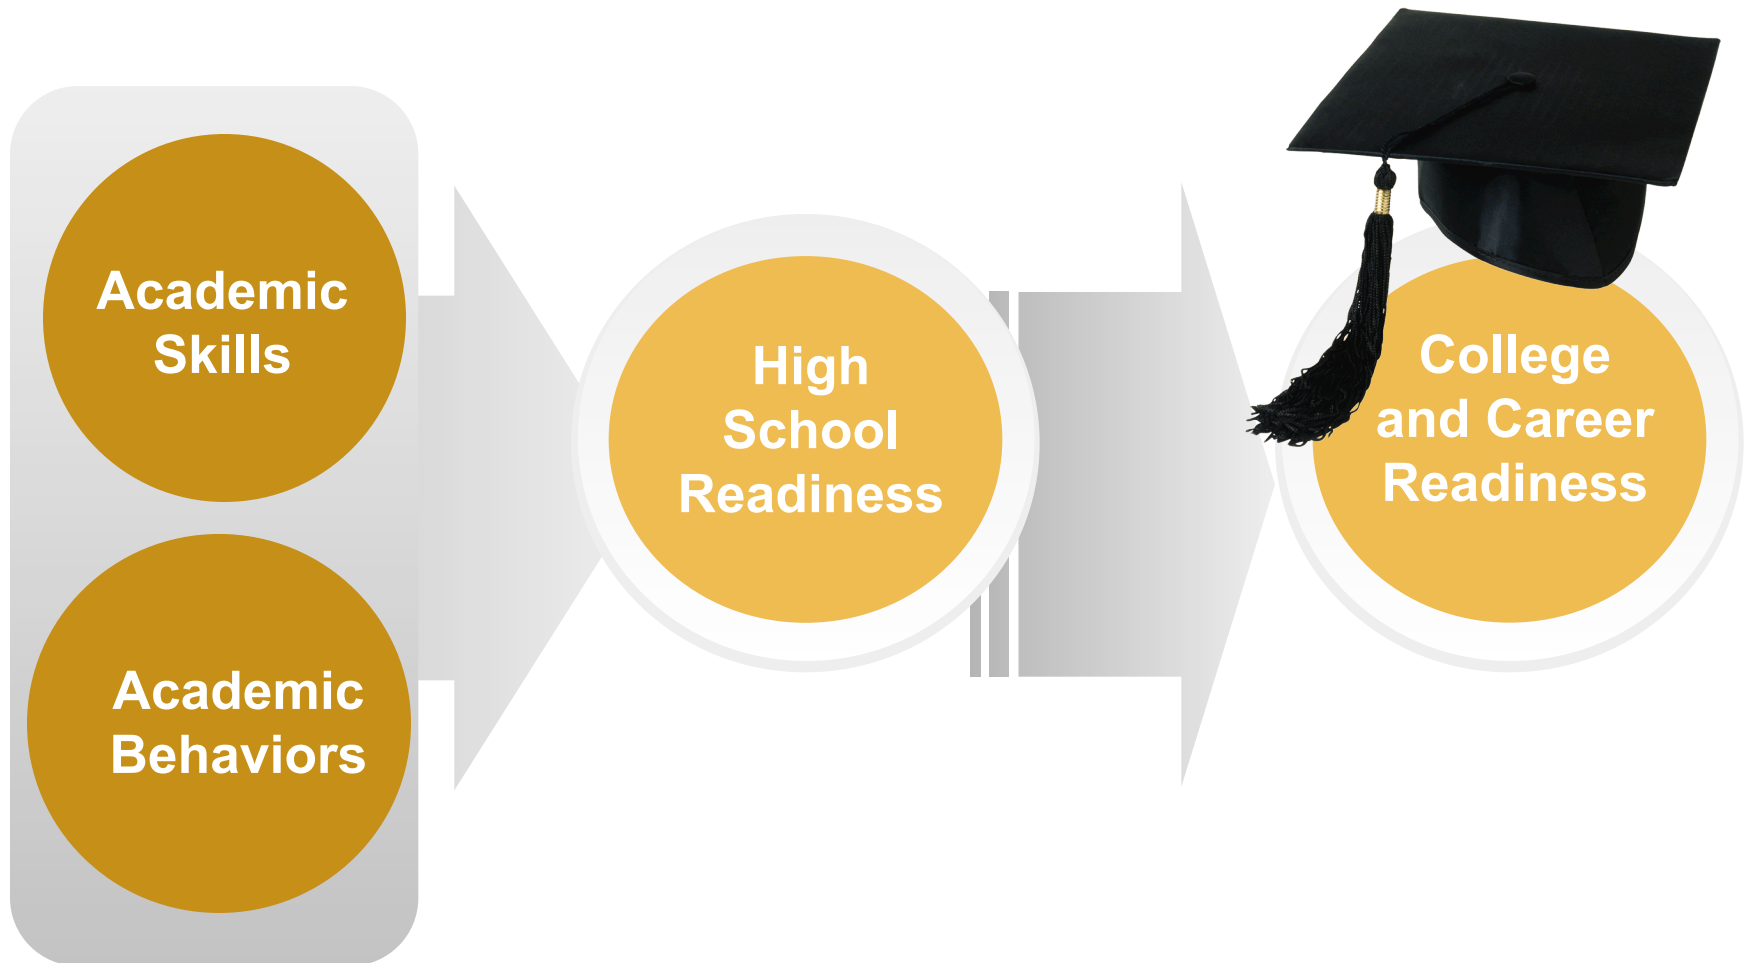 Academic
Skills
Academic
Behaviors
High
School
Readiness
College
and Career
Readiness